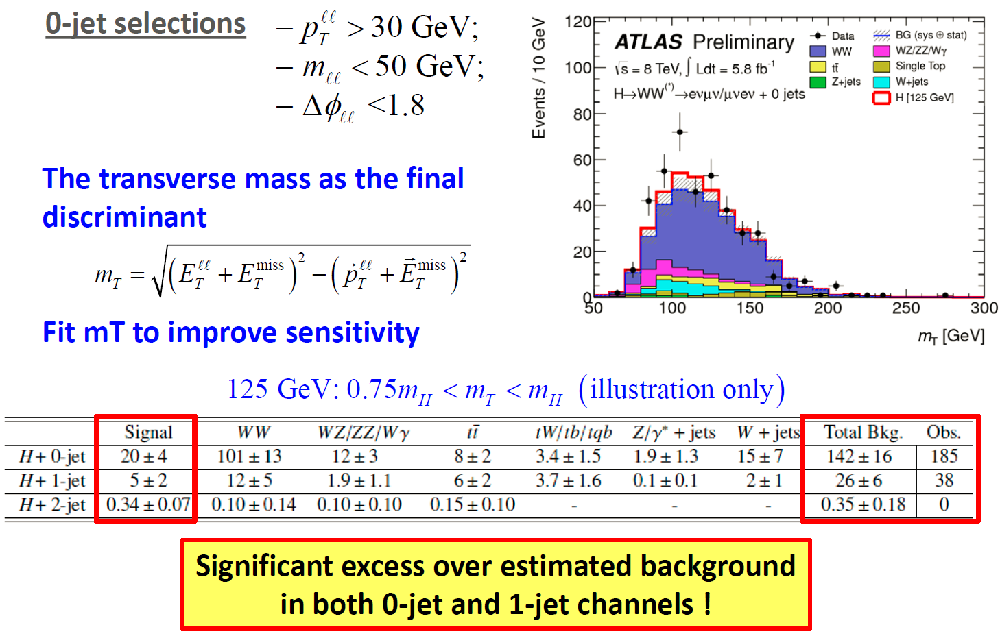 0-jet selections
− p_T^ℓℓ > 30 GeV;
− m_ℓℓ < 50 GeV;
− Δϕ_ℓℓ <1.8
The transverse mass as the final
discriminant
m_T = √((E_T^ℓℓ + E_T^miss)^2 − (p⃗_T^ℓℓ + E⃗_T^miss)^2)
Fit mT to improve sensitivity
Events / 10 GeV
120
100
80
60
40
20
0
50 100 150 200 250 300
m_T [GeV]
ATLAS Preliminary
√s = 8 TeV, ∫ Ldt = 5.8 fb^-1
H→WW^(*)→eνμν/μνeν + 0 jets
Data BG (sys ⊕ stat)
WW WZ/ZZ/Wγ
tt̄ Single Top
Z+jets W+jets
H [125 GeV]
125 GeV: 0.75m_H < m_T < m_H (illustration only)
Signal WW WZ/ZZ/Wγ tt̄ tW/tb/tqb Z/γ* + jets W + jets Total Bkg. Obs.
H + 0-jet 20 ± 4 101 ± 13 12 ± 3 8 ± 2 3.4 ± 1.5 1.9 ± 1.3 15 ± 7 142 ± 16 185
H + 1-jet 5 ± 2 12 ± 5 1.9 ± 1.1 6 ± 2 3.7 ± 1.6 0.1 ± 0.1 2 ± 1 26 ± 6 38
H + 2-jet 0.34 ± 0.07 0.10 ± 0.14 0.10 ± 0.10 0.15 ± 0.10 - - - 0.35 ± 0.18 0
Significant excess over estimated background
in both 0-jet and 1-jet channels !